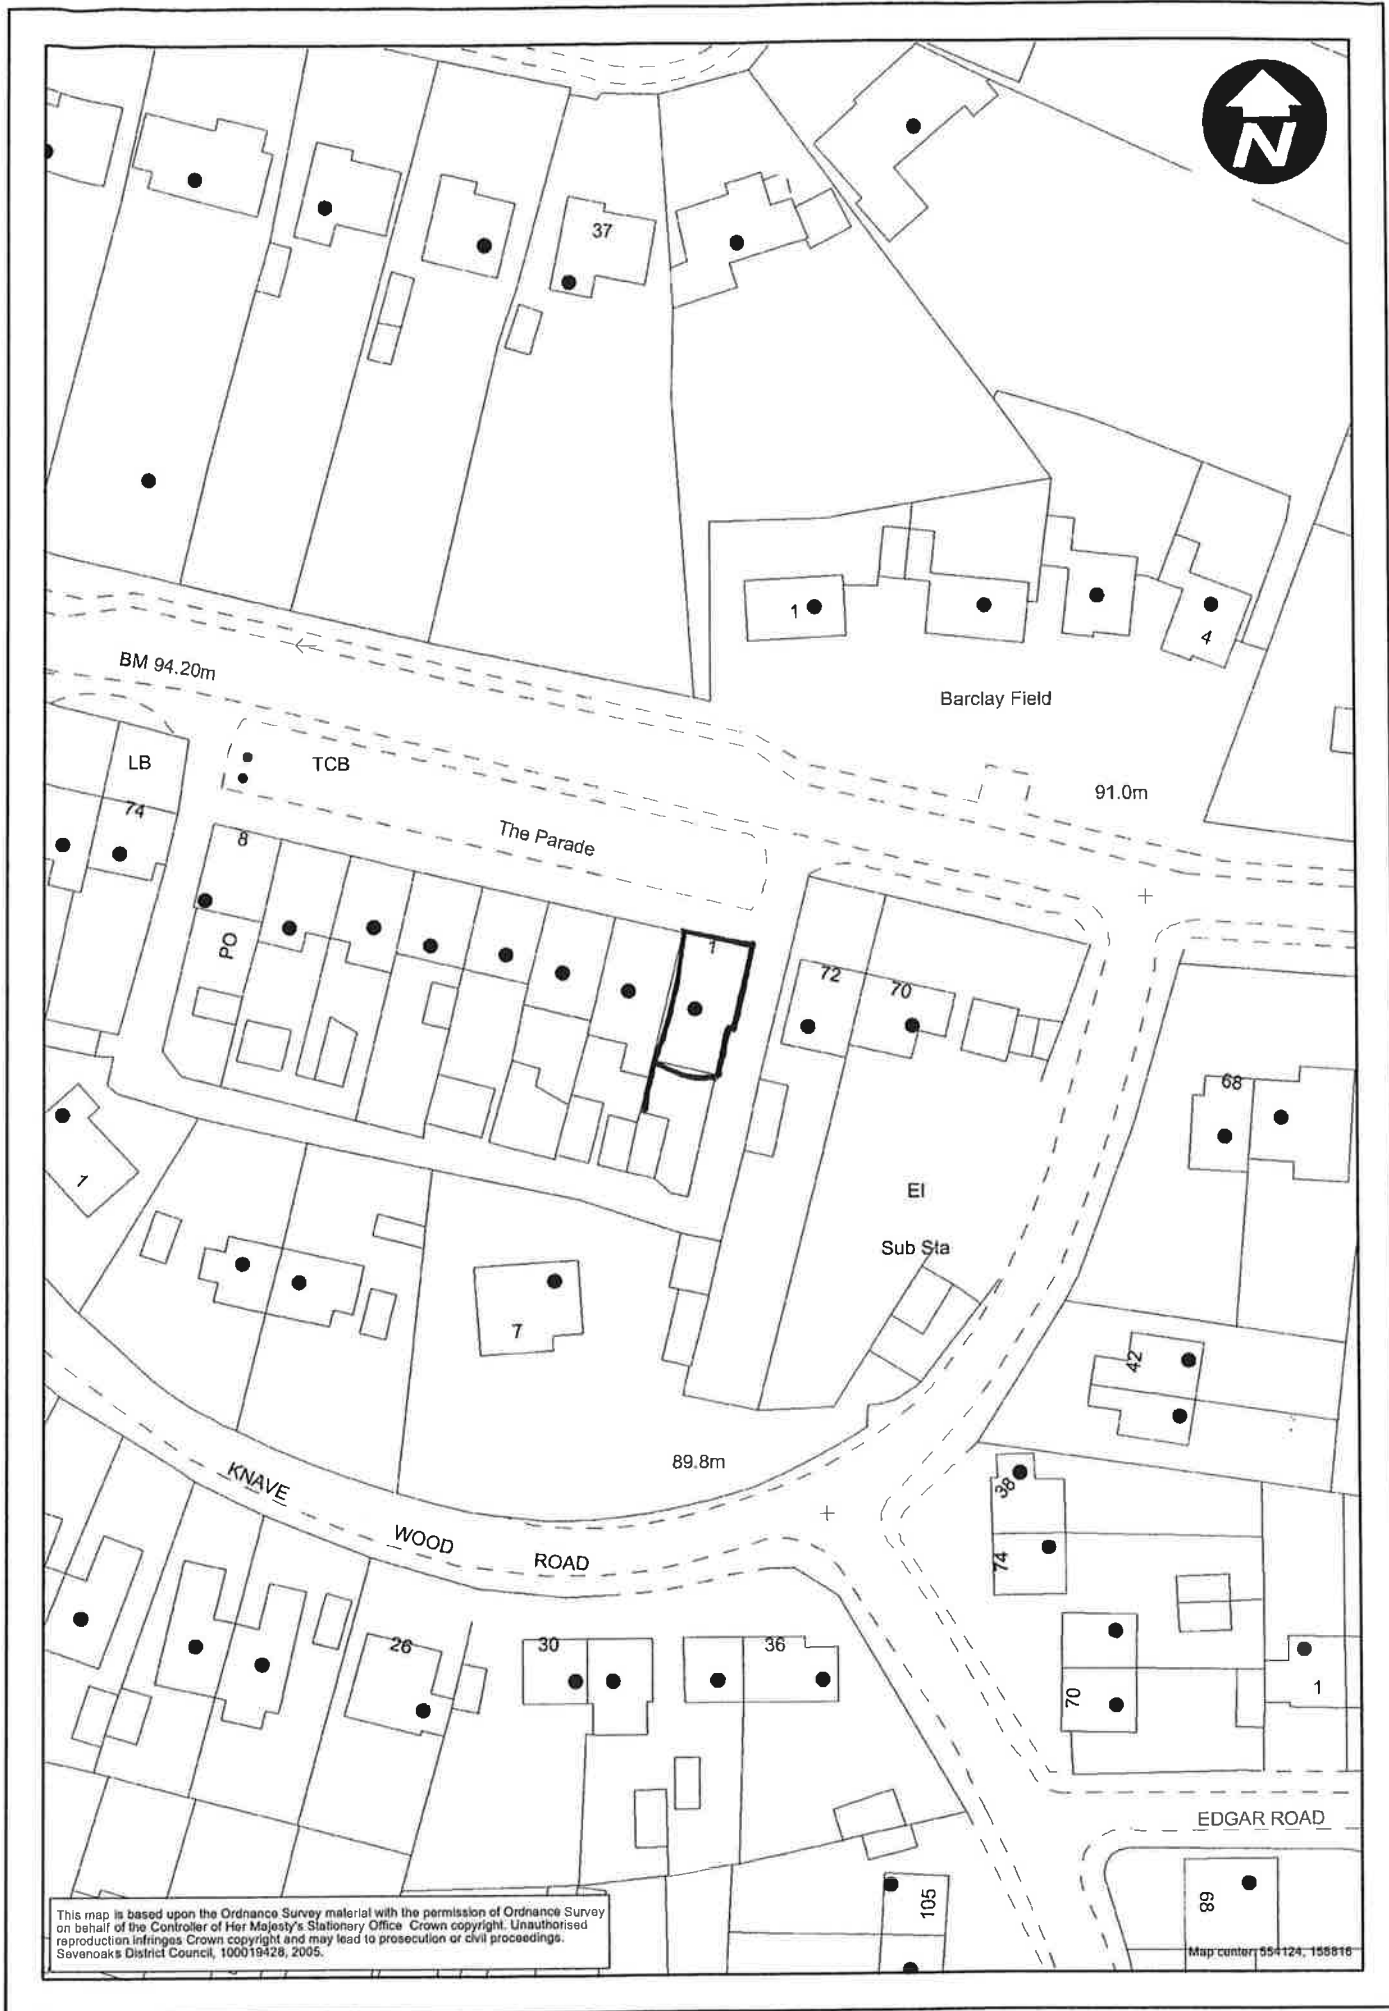 N
37
1
4
BM 94.20m
Barclay Field
LB
TCB
91.0m
74
The Parade
8
PO
1
72
70
68
1
El
Sub Sta
7
42
89.8m
KNAVE
WOOD
ROAD
38
74
26
30
36
70
1
EDGAR ROAD
105
89
This map is based upon the Ordnance Survey material with the permission of Ordnance Survey
on behalf of the Controller of Her Majesty's Stationery Office Crown copyright. Unauthorised
reproduction infringes Crown copyright and may lead to prosecution or civil proceedings.
Sevenoaks District Council, 100019428, 2005.
Map center: 554124, 158816